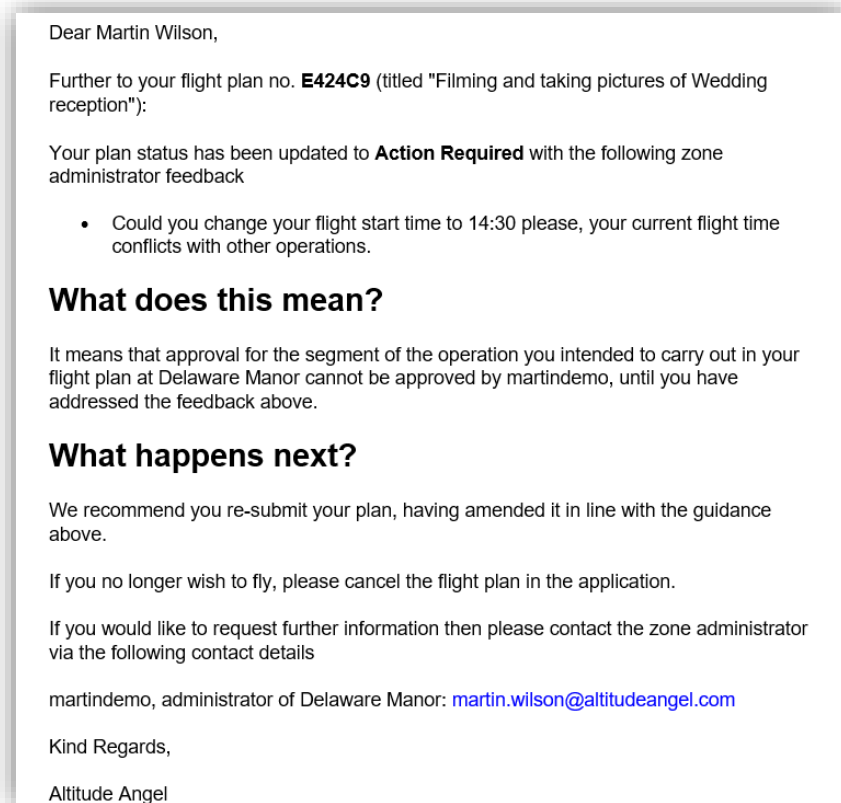 Dear Martin Wilson,
Further to your flight plan no. E424C9 (titled "Filming and taking pictures of Wedding
reception"):
Your plan status has been updated to Action Required with the following zone
administrator feedback
• Could you change your flight start time to 14:30 please, your current flight time
conflicts with other operations.
What does this mean?
It means that approval for the segment of the operation you intended to carry out in your
flight plan at Delaware Manor cannot be approved by martindemo, until you have
addressed the feedback above.
What happens next?
We recommend you re-submit your plan, having amended it in line with the guidance
above.
If you no longer wish to fly, please cancel the flight plan in the application.
If you would like to request further information then please contact the zone administrator
via the following contact details
martindemo, administrator of Delaware Manor: martin.wilson@altitudeangel.com
Kind Regards,
Altitude Angel